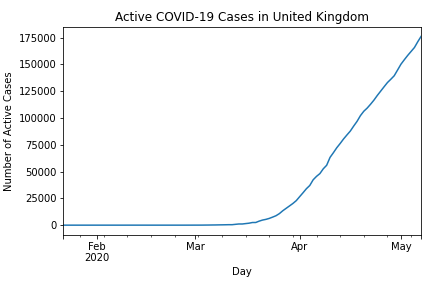 Active COVID-19 Cases in United Kingdom
175000
150000
125000
100000
75000
50000
25000
0
Number of Active Cases
Feb
2020
Mar
Apr
May
Day